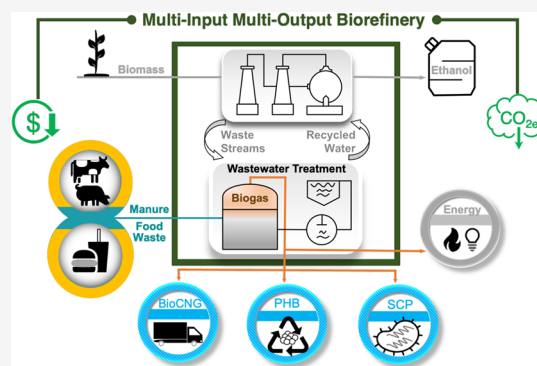 Multi-Input Multi-Output Biorefinery
Biomass
Ethanol
$
CO2e
Waste
Streams
Recycled
Water
Wastewater Treatment
Biogas
Manure
Food
Waste
Energy
BioCNG
PHB
SCP